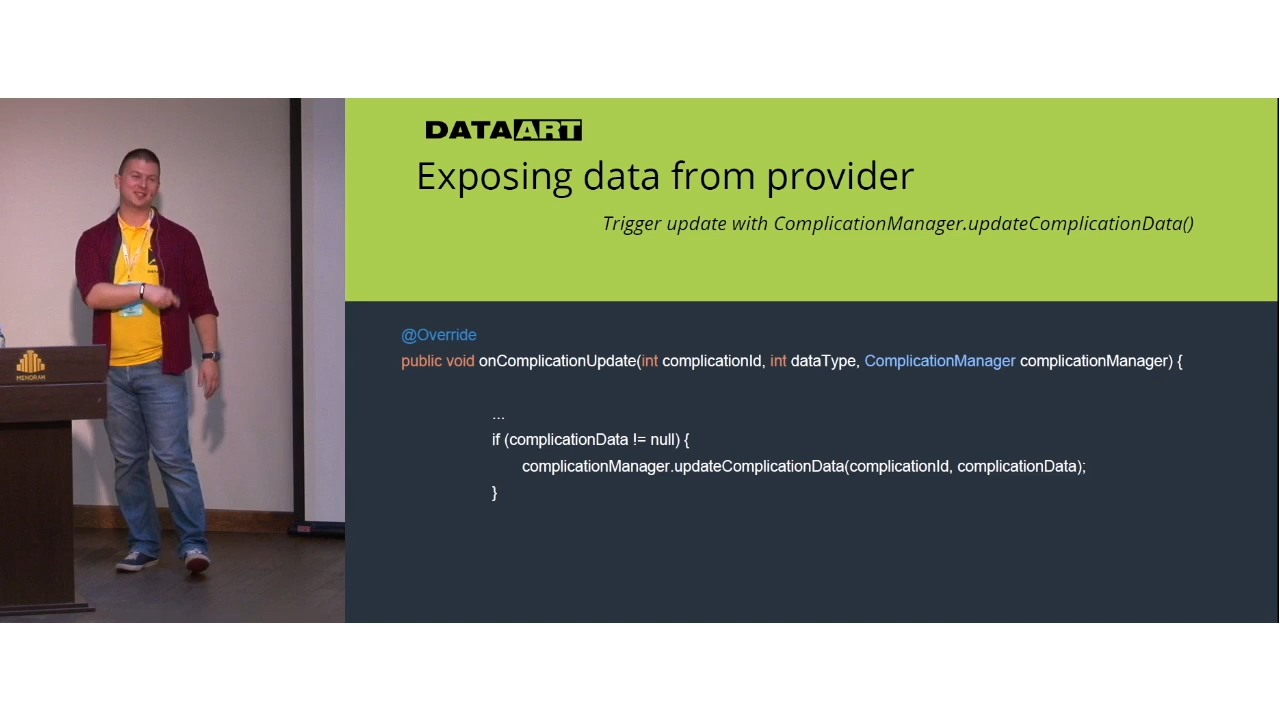 DATAART
Exposing data from provider
Trigger update with ComplicationManager.updateComplicationData()
@Override
public void onComplicationUpdate(int complicationId, int dataType, ComplicationManager complicationManager) {
...
if (complicationData != null) {
complicationManager.updateComplicationData(complicationId, complicationData);
}
MENORAH